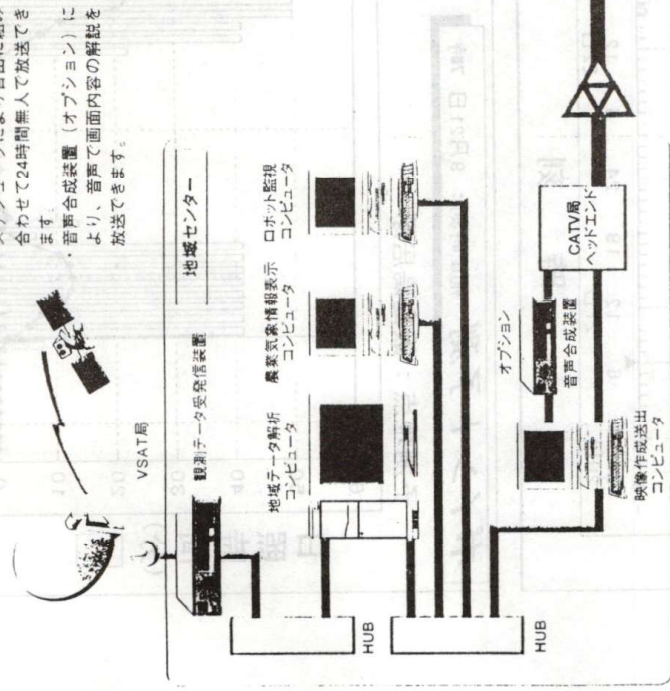 合わせて24時間無人で放送でき
ます。
・音声合成装置（オプション）に
より、音声で画面内容の解説を
放送できます。
VSAT局
地域センター
観測データ受発信装置
地域データ解析
コンピュータ
農業気象情報表示
コンピュータ
ロボット監視
コンピュータ
HUB
HUB
オプション
音声合成装置
CATV局
ヘッドエンド
映像作成送出
コンピュータ